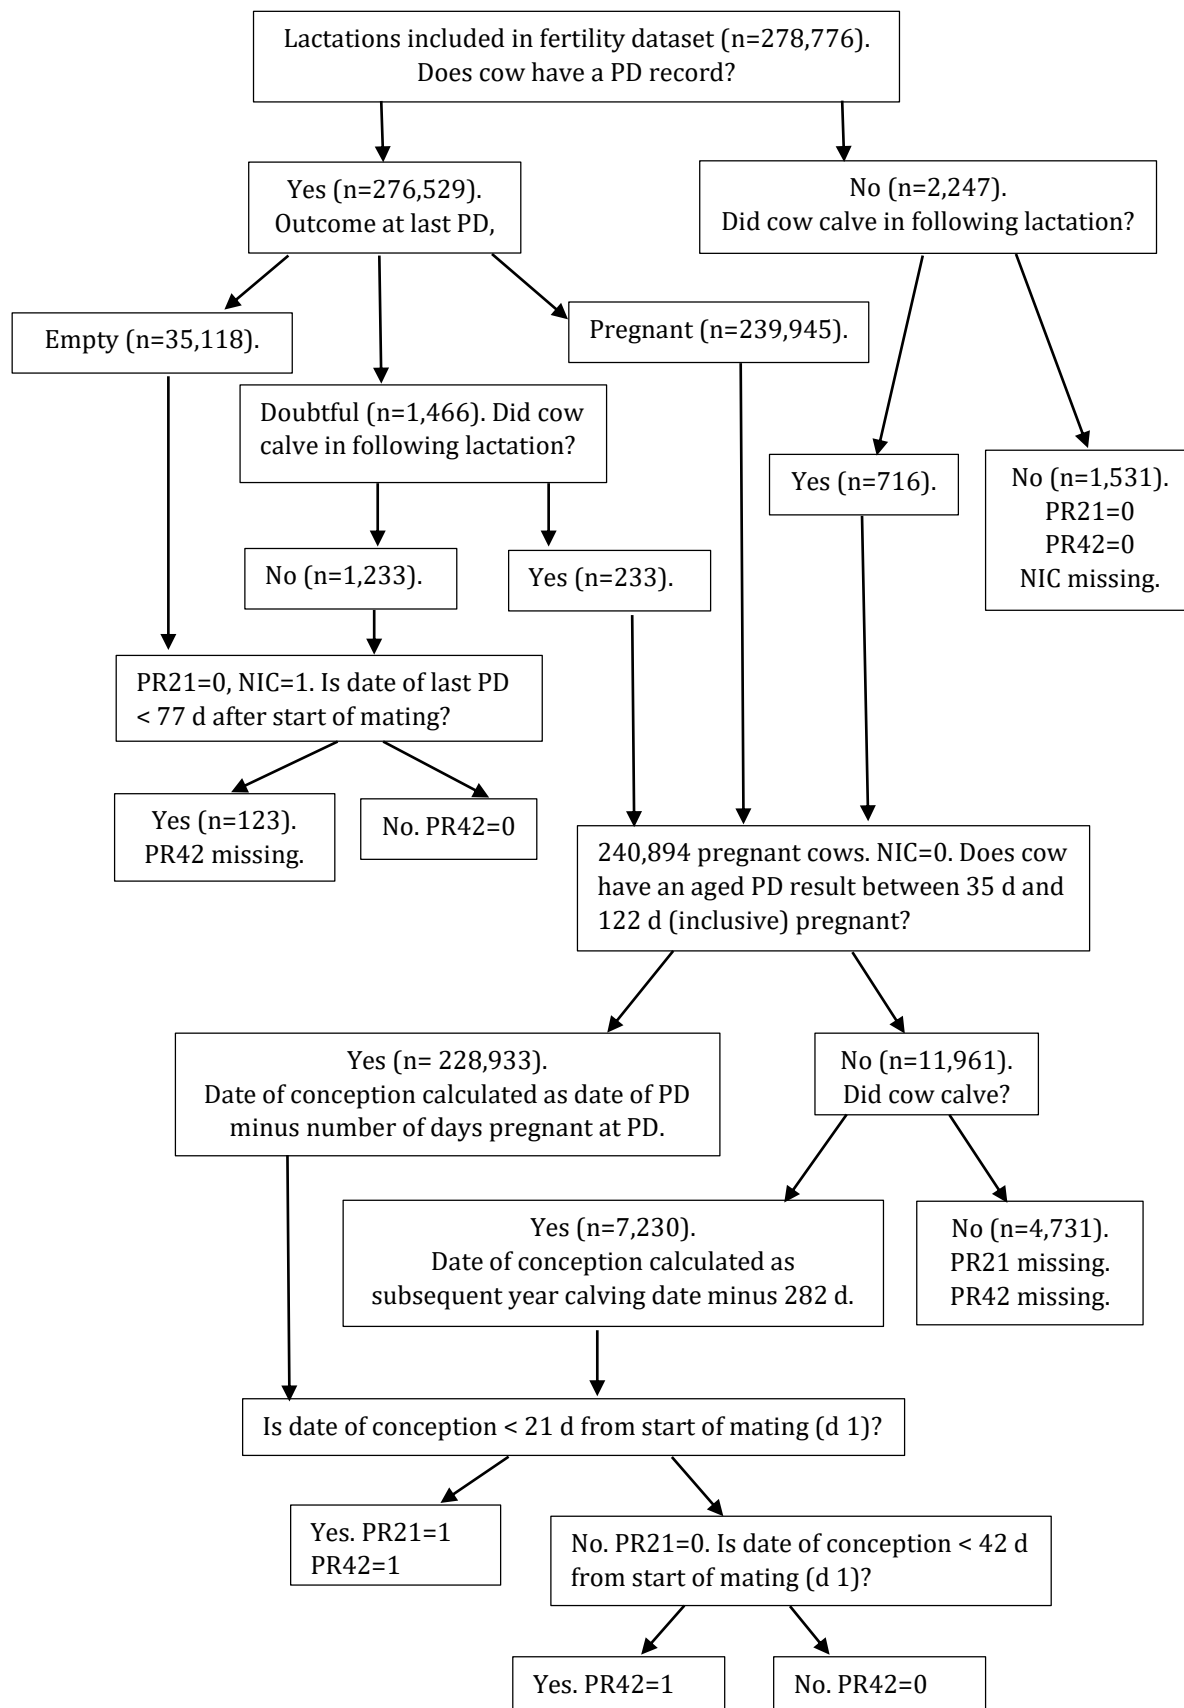 Lactations included in fertility dataset (n=278,776).
Does cow have a PD record?
Yes (n=276,529).
Outcome at last PD,
No (n=2,247).
Did cow calve in following lactation?
Empty (n=35,118).
Pregnant (n=239,945).
Doubtful (n=1,466). Did cow
calve in following lactation?
Yes (n=716).
No (n=1,531).
PR21=0
PR42=0
NIC missing.
No (n=1,233).
Yes (n=233).
PR21=0, NIC=1. Is date of last PD
< 77 d after start of mating?
Yes (n=123).
PR42 missing.
No. PR42=0
240,894 pregnant cows. NIC=0. Does cow
have an aged PD result between 35 d and
122 d (inclusive) pregnant?
Yes (n= 228,933).
Date of conception calculated as date of PD
minus number of days pregnant at PD.
No (n=11,961).
Did cow calve?
Yes (n=7,230).
Date of conception calculated as
subsequent year calving date minus 282 d.
No (n=4,731).
PR21 missing.
PR42 missing.
Is date of conception < 21 d from start of mating (d 1)?
Yes. PR21=1
PR42=1
No. PR21=0. Is date of conception < 42 d
from start of mating (d 1)?
Yes. PR42=1
No. PR42=0